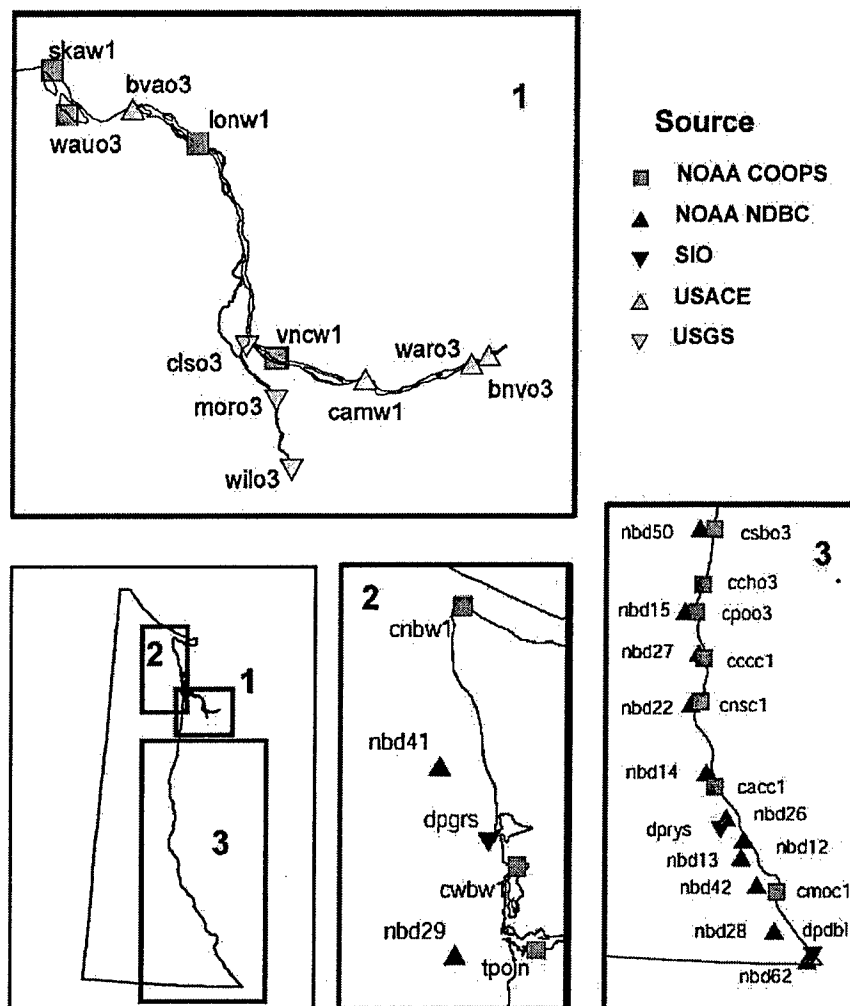 skaw1
bvao3
1
wauo3
lonw1
vncw1
clso3
waro3
camw1
bnvo3
moro3
wilo3
Source
NOAA COOPS
NOAA NDBC
SIO
USACE
USGS
2
1
3
2
cnbw1
nbd41
dpgrs
cwbw1
nbd29
tpoin
3
nbd50
csbo3
ccho3
nbd15
cpoo3
nbd27
cccc1
nbd22
cnsc1
nbd14
cacc1
nbd26
dprys
nbd12
nbd13
nbd42
cmoc1
nbd28
dpdbl
nbd62